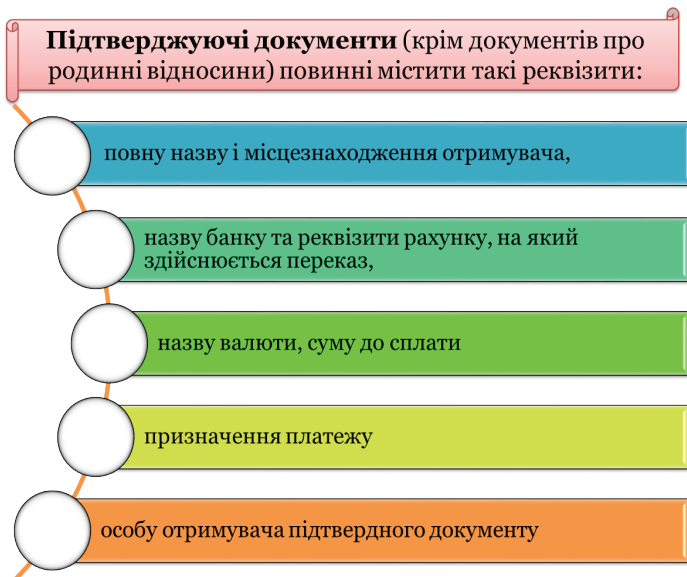 Підтверджуючі документи (крім документів про
родинні відносини) повинні містити такі реквізити:
повну назву і місцезнаходження отримувача,
назву банку та реквізити рахунку, на який
здійснюється переказ,
назву валюти, суму до сплати
призначення платежу
особу отримувача підтвердного документу